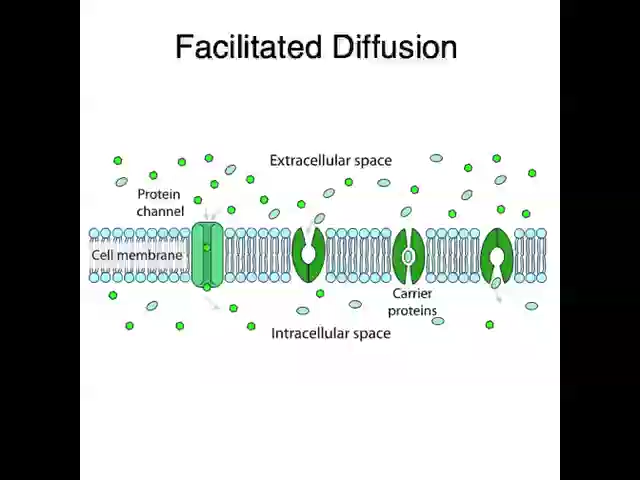 Facilitated Diffusion
Extracellular space
Protein
channel
Cell membrane
Carrier
proteins
Intracellular space